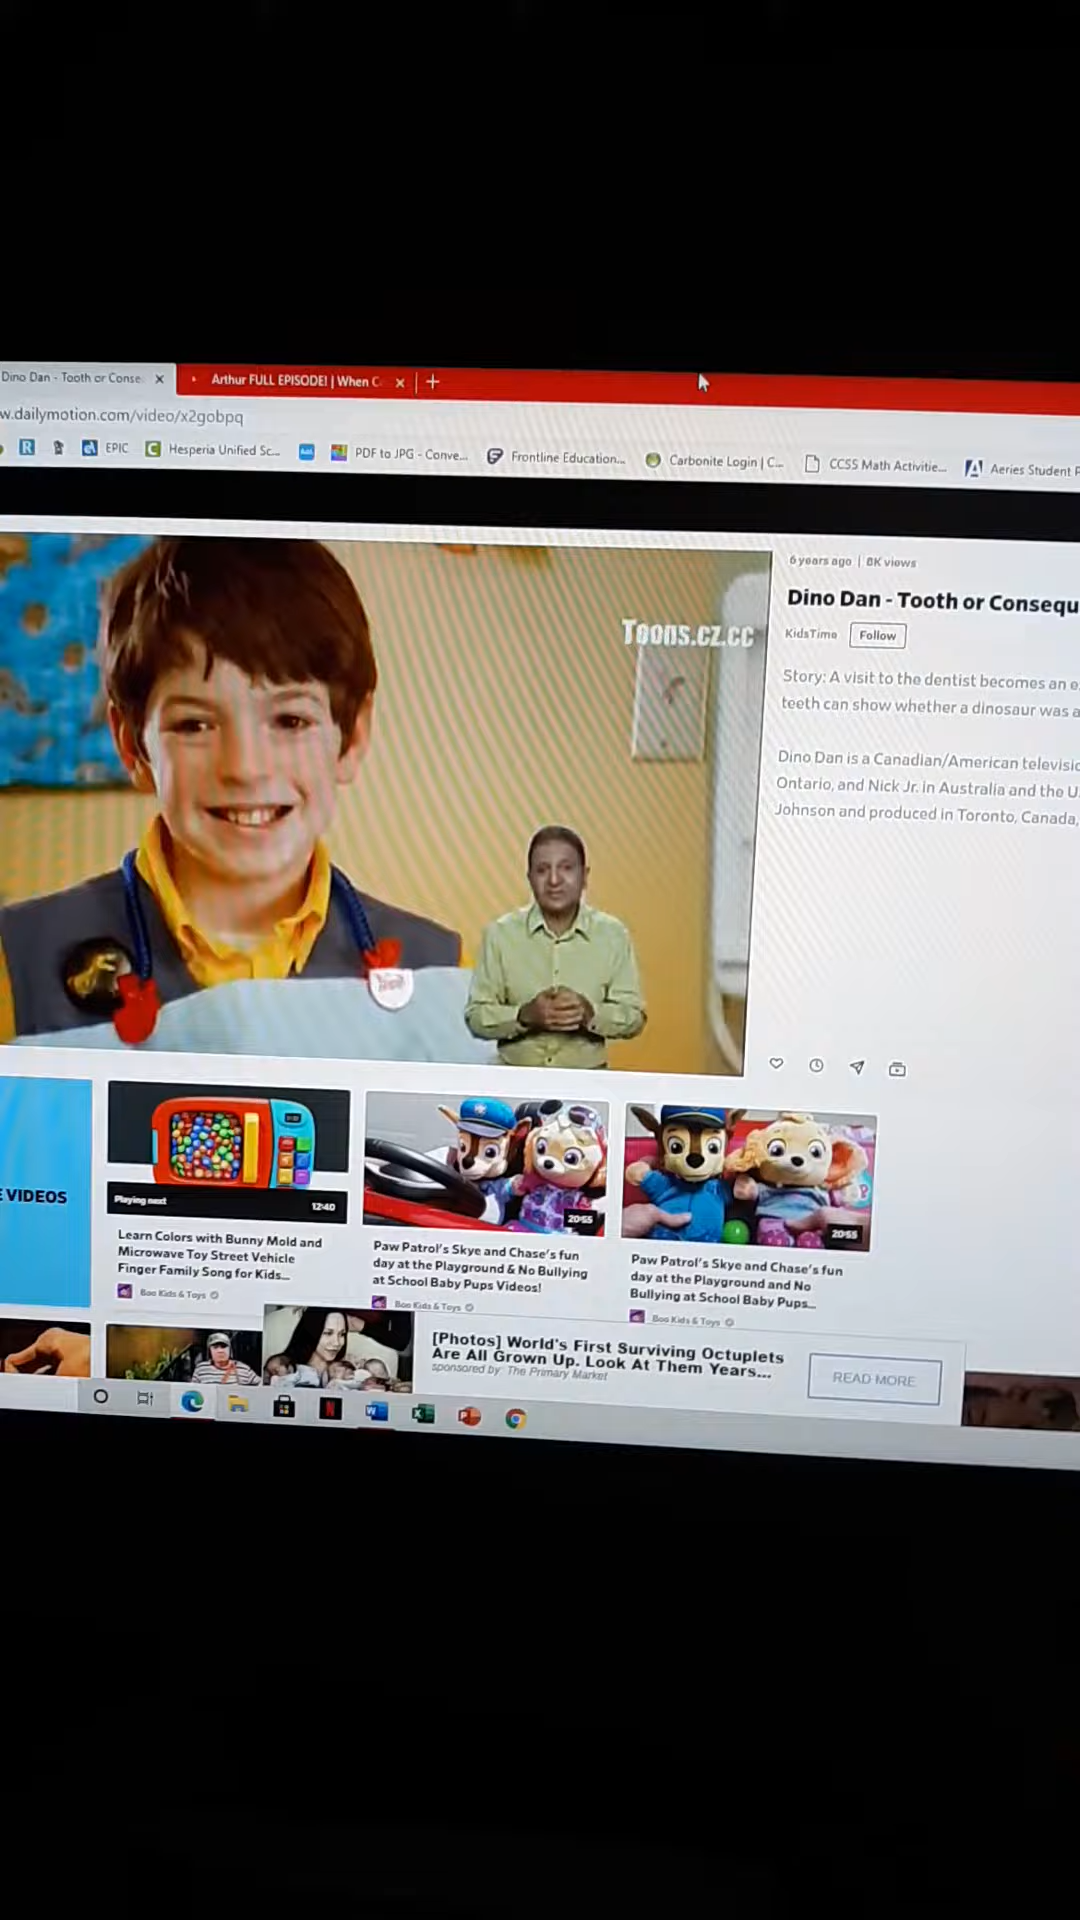 Dino Dan - Tooth or Conse
Arthur FULL EPISODE! | When C
w.dailymotion.com/video/x2gobpq
R
EPIC
Hesperia Unified Sc...
PDF to JPG - Conve...
Frontline Education...
Carbonite Login | C...
CCSS Math Activitie...
Aeries Student P
6 years ago | 8K views
Dino Dan - Tooth or Consequ
KidsTime
Follow
Story: A visit to the dentist becomes an e
teeth can show whether a dinosaur was a
Dino Dan is a Canadian/American televisio
Ontario, and Nick Jr. in Australia and the U
Johnson and produced in Toronto, Canada,
Toons.cz.cc
E VIDEOS
Playing next
12:40
Learn Colors with Bunny Mold and
Microwave Toy Street Vehicle
Finger Family Song for Kids...
Boo Kids & Toys
20:55
Paw Patrol's Skye and Chase's fun
day at the Playground & No Bullying
at School Baby Pups Videos!
Boo Kids & Toys
20:55
Paw Patrol's Skye and Chase's fun
day at the Playground and No
Bullying at School Baby Pups...
Boo Kids & Toys
[Photos] World's First Surviving Octuplets
Are All Grown Up. Look At Them Years...
sponsored by: The Primary Market
READ MORE